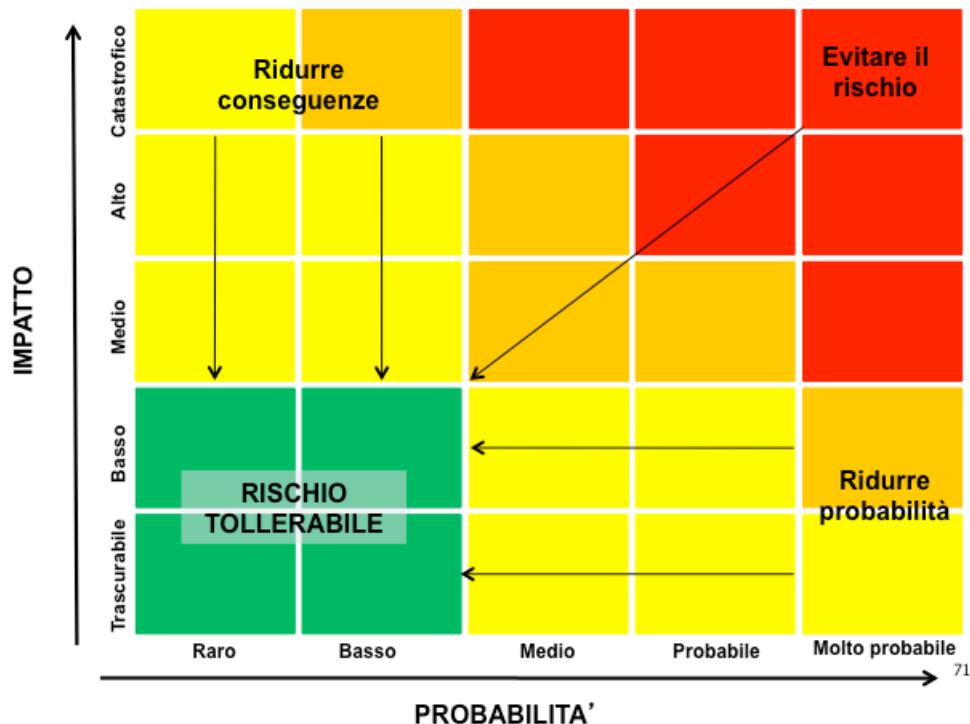 Catastrofico
Ridurre
conseguenze
Evitare il
rischio
Alto
IMPATTO
Medio
Basso
RISCHIO
TOLLERABILE
Ridurre
probabilità
Trascurabile
Raro
Basso
Medio
Probabile
Molto probabile
71
PROBABILITA'